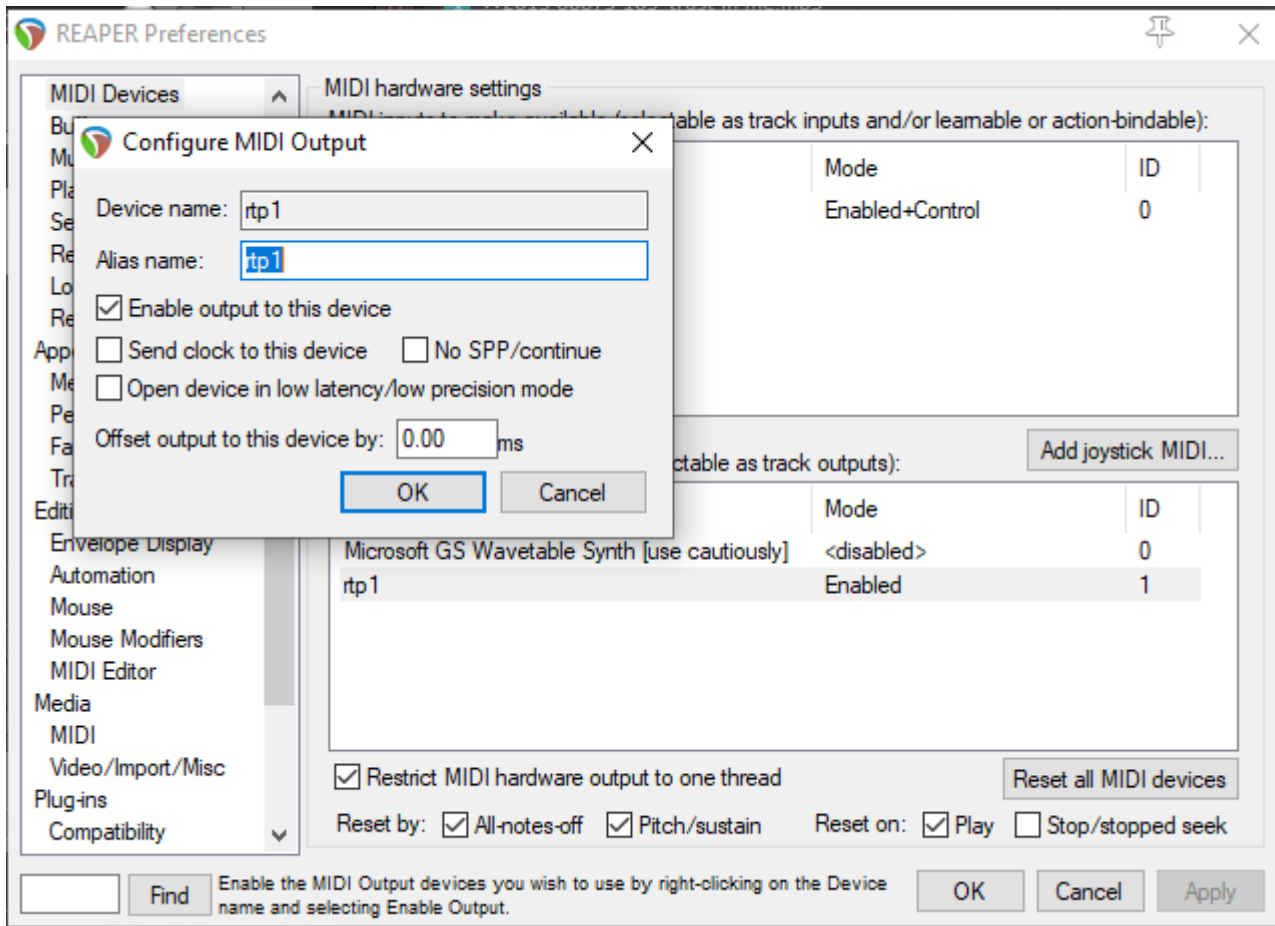 REAPER Preferences
MIDI Devices
MIDI hardware settings
table as track inputs and/or learnable or action-bindable):
Configure MIDI Output
Mode ID
Device name: rtp1
Enabled+Control 0
Alias name: rtp1
Enable output to this device
Send clock to this device No SPP/continue
Open device in low latency/low precision mode
Offset output to this device by: 0.00 ms
ctable as track outputs):
Add joystick MIDI...
OK Cancel
Mode ID
Envelope Display
Microsoft GS Wavetable Synth [use cautiously] <disabled> 0
Automation
rtp1 Enabled 1
Mouse
Mouse Modifiers
MIDI Editor
Media
MIDI
Video/Import/Misc
Restrict MIDI hardware output to one thread
Reset all MIDI devices
Plug-ins
Compatibility
Reset by: All-notes-off Pitch/sustain Reset on: Play Stop/stopped seek
Find
Enable the MIDI Output devices you wish to use by right-clicking on the Device
name and selecting Enable Output.
OK Cancel Apply